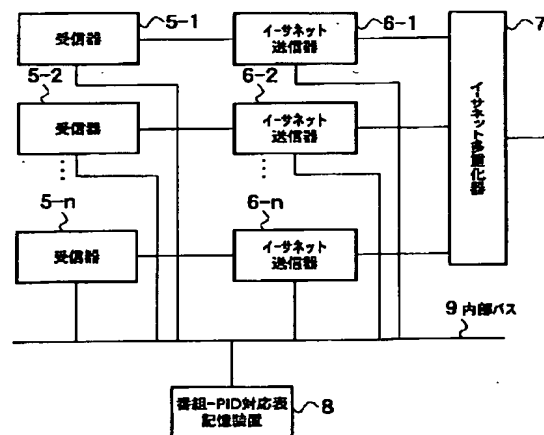 受信器
5-1
イーサネット
送信器
6-1
7
5-2
受信器
6-2
イーサネット
送信器
イーサネット多重化器
5-n
受信器
6-n
イーサネット
送信器
9 内部バス
番組-PID対応表
記憶装置
8